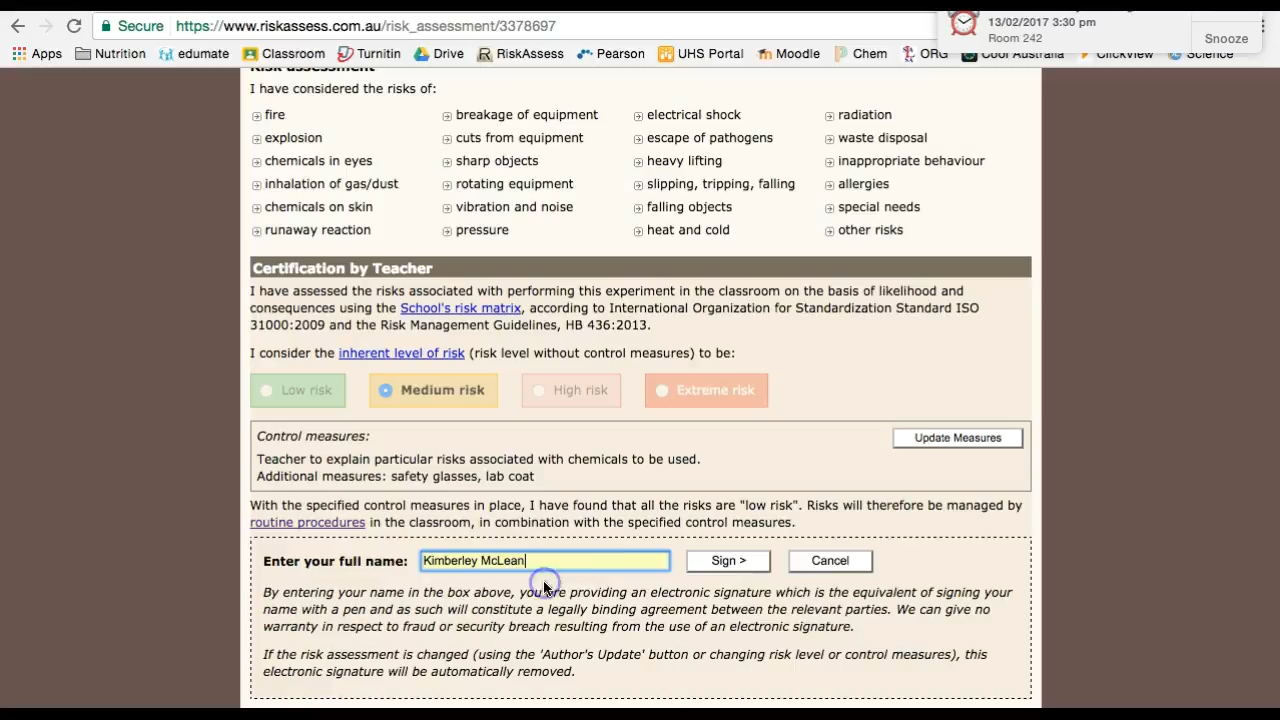 Secure https://www.riskassess.com.au/risk_assessment/3378697
13/02/2017 3:30 pm
Room 242
Snooze
Apps Nutrition edumate Classroom Turnitin Drive RiskAssess Pearson UHS Portal Moodle Chem ORG Cool Australia ClickView Science
Risk assessment
I have considered the risks of:
fire breakage of equipment electrical shock radiation
explosion cuts from equipment escape of pathogens waste disposal
chemicals in eyes sharp objects heavy lifting inappropriate behaviour
inhalation of gas/dust rotating equipment slipping, tripping, falling allergies
chemicals on skin vibration and noise falling objects special needs
runaway reaction pressure heat and cold other risks
Certification by Teacher
I have assessed the risks associated with performing this experiment in the classroom on the basis of likelihood and
consequences using the School's risk matrix, according to International Organization for Standardization Standard ISO
31000:2009 and the Risk Management Guidelines, HB 436:2013.
I consider the inherent level of risk (risk level without control measures) to be:
Low risk Medium risk High risk Extreme risk
Control measures: Update Measures
Teacher to explain particular risks associated with chemicals to be used.
Additional measures: safety glasses, lab coat
With the specified control measures in place, I have found that all the risks are "low risk". Risks will therefore be managed by
routine procedures in the classroom, in combination with the specified control measures.
Enter your full name: Kimberley McLean Sign > Cancel
By entering your name in the box above, you are providing an electronic signature which is the equivalent of signing your
name with a pen and as such will constitute a legally binding agreement between the relevant parties. We can give no
warranty in respect to fraud or security breach resulting from the use of an electronic signature.
If the risk assessment is changed (using the 'Author's Update' button or changing risk level or control measures), this
electronic signature will be automatically removed.